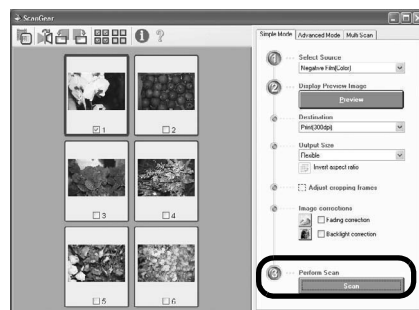 ScanGear
Simple Mode Advanced Mode Multi Scan
1 Select Source
Negative Film(Color)
2 Display Preview Image
Preview
Destination
Print(300dpi)
Output Size
Flexible
Invert aspect ratio
Adjust cropping frames
Image corrections
Fading correction
Backlight correction
3 Perform Scan
Scan
1 2
3 4
5 6